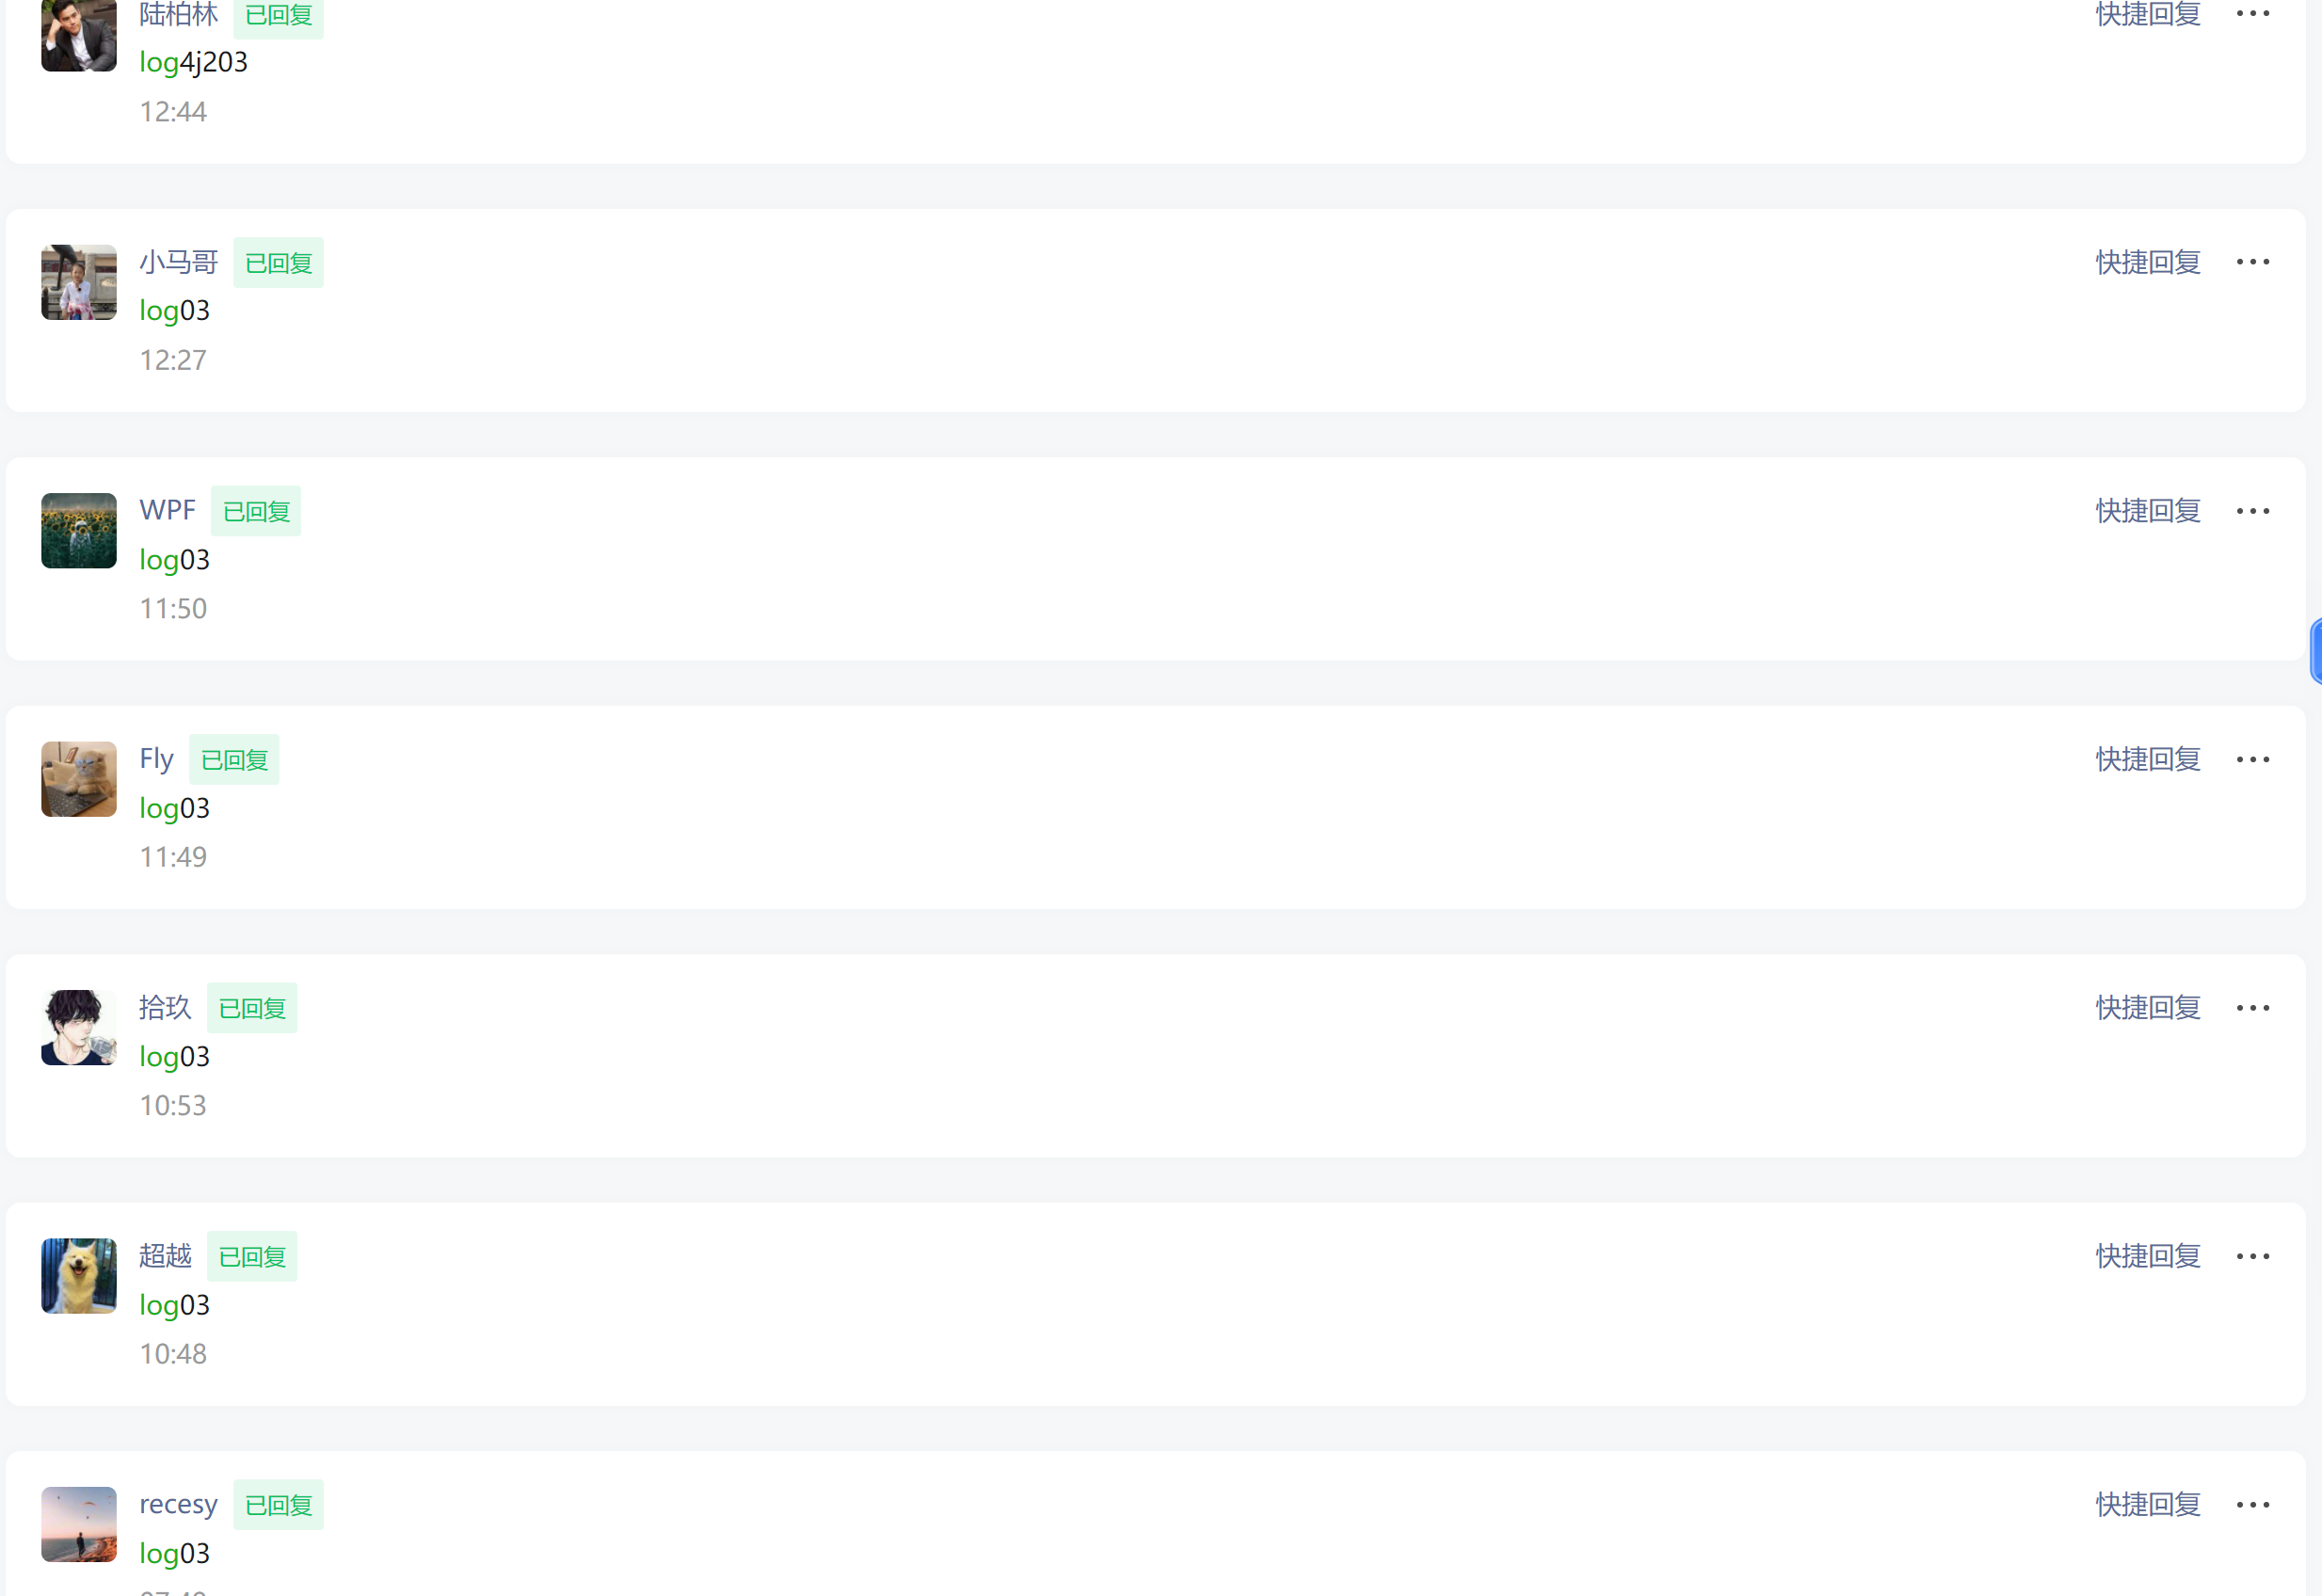 陆柏林 已回复 快捷回复
log4j203
12:44
小马哥 已回复 快捷回复
log03
12:27
WPF 已回复 快捷回复
log03
11:50
Fly 已回复 快捷回复
log03
11:49
拾玖 已回复 快捷回复
log03
10:53
超越 已回复 快捷回复
log03
10:48
recesy 已回复 快捷回复
log03